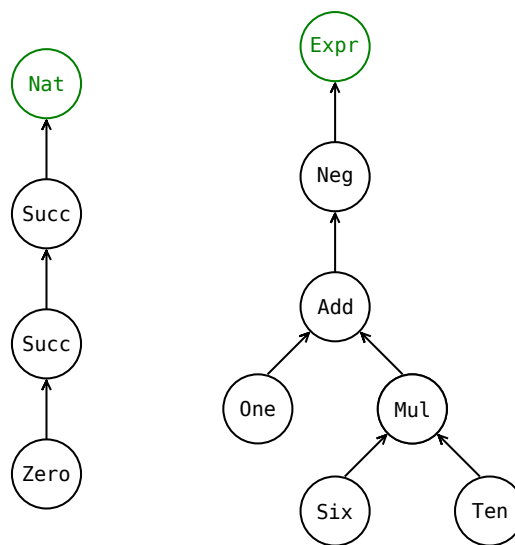 Nat
Succ
Succ
Zero
Expr
Neg
Add
One
Mul
Six
Ten